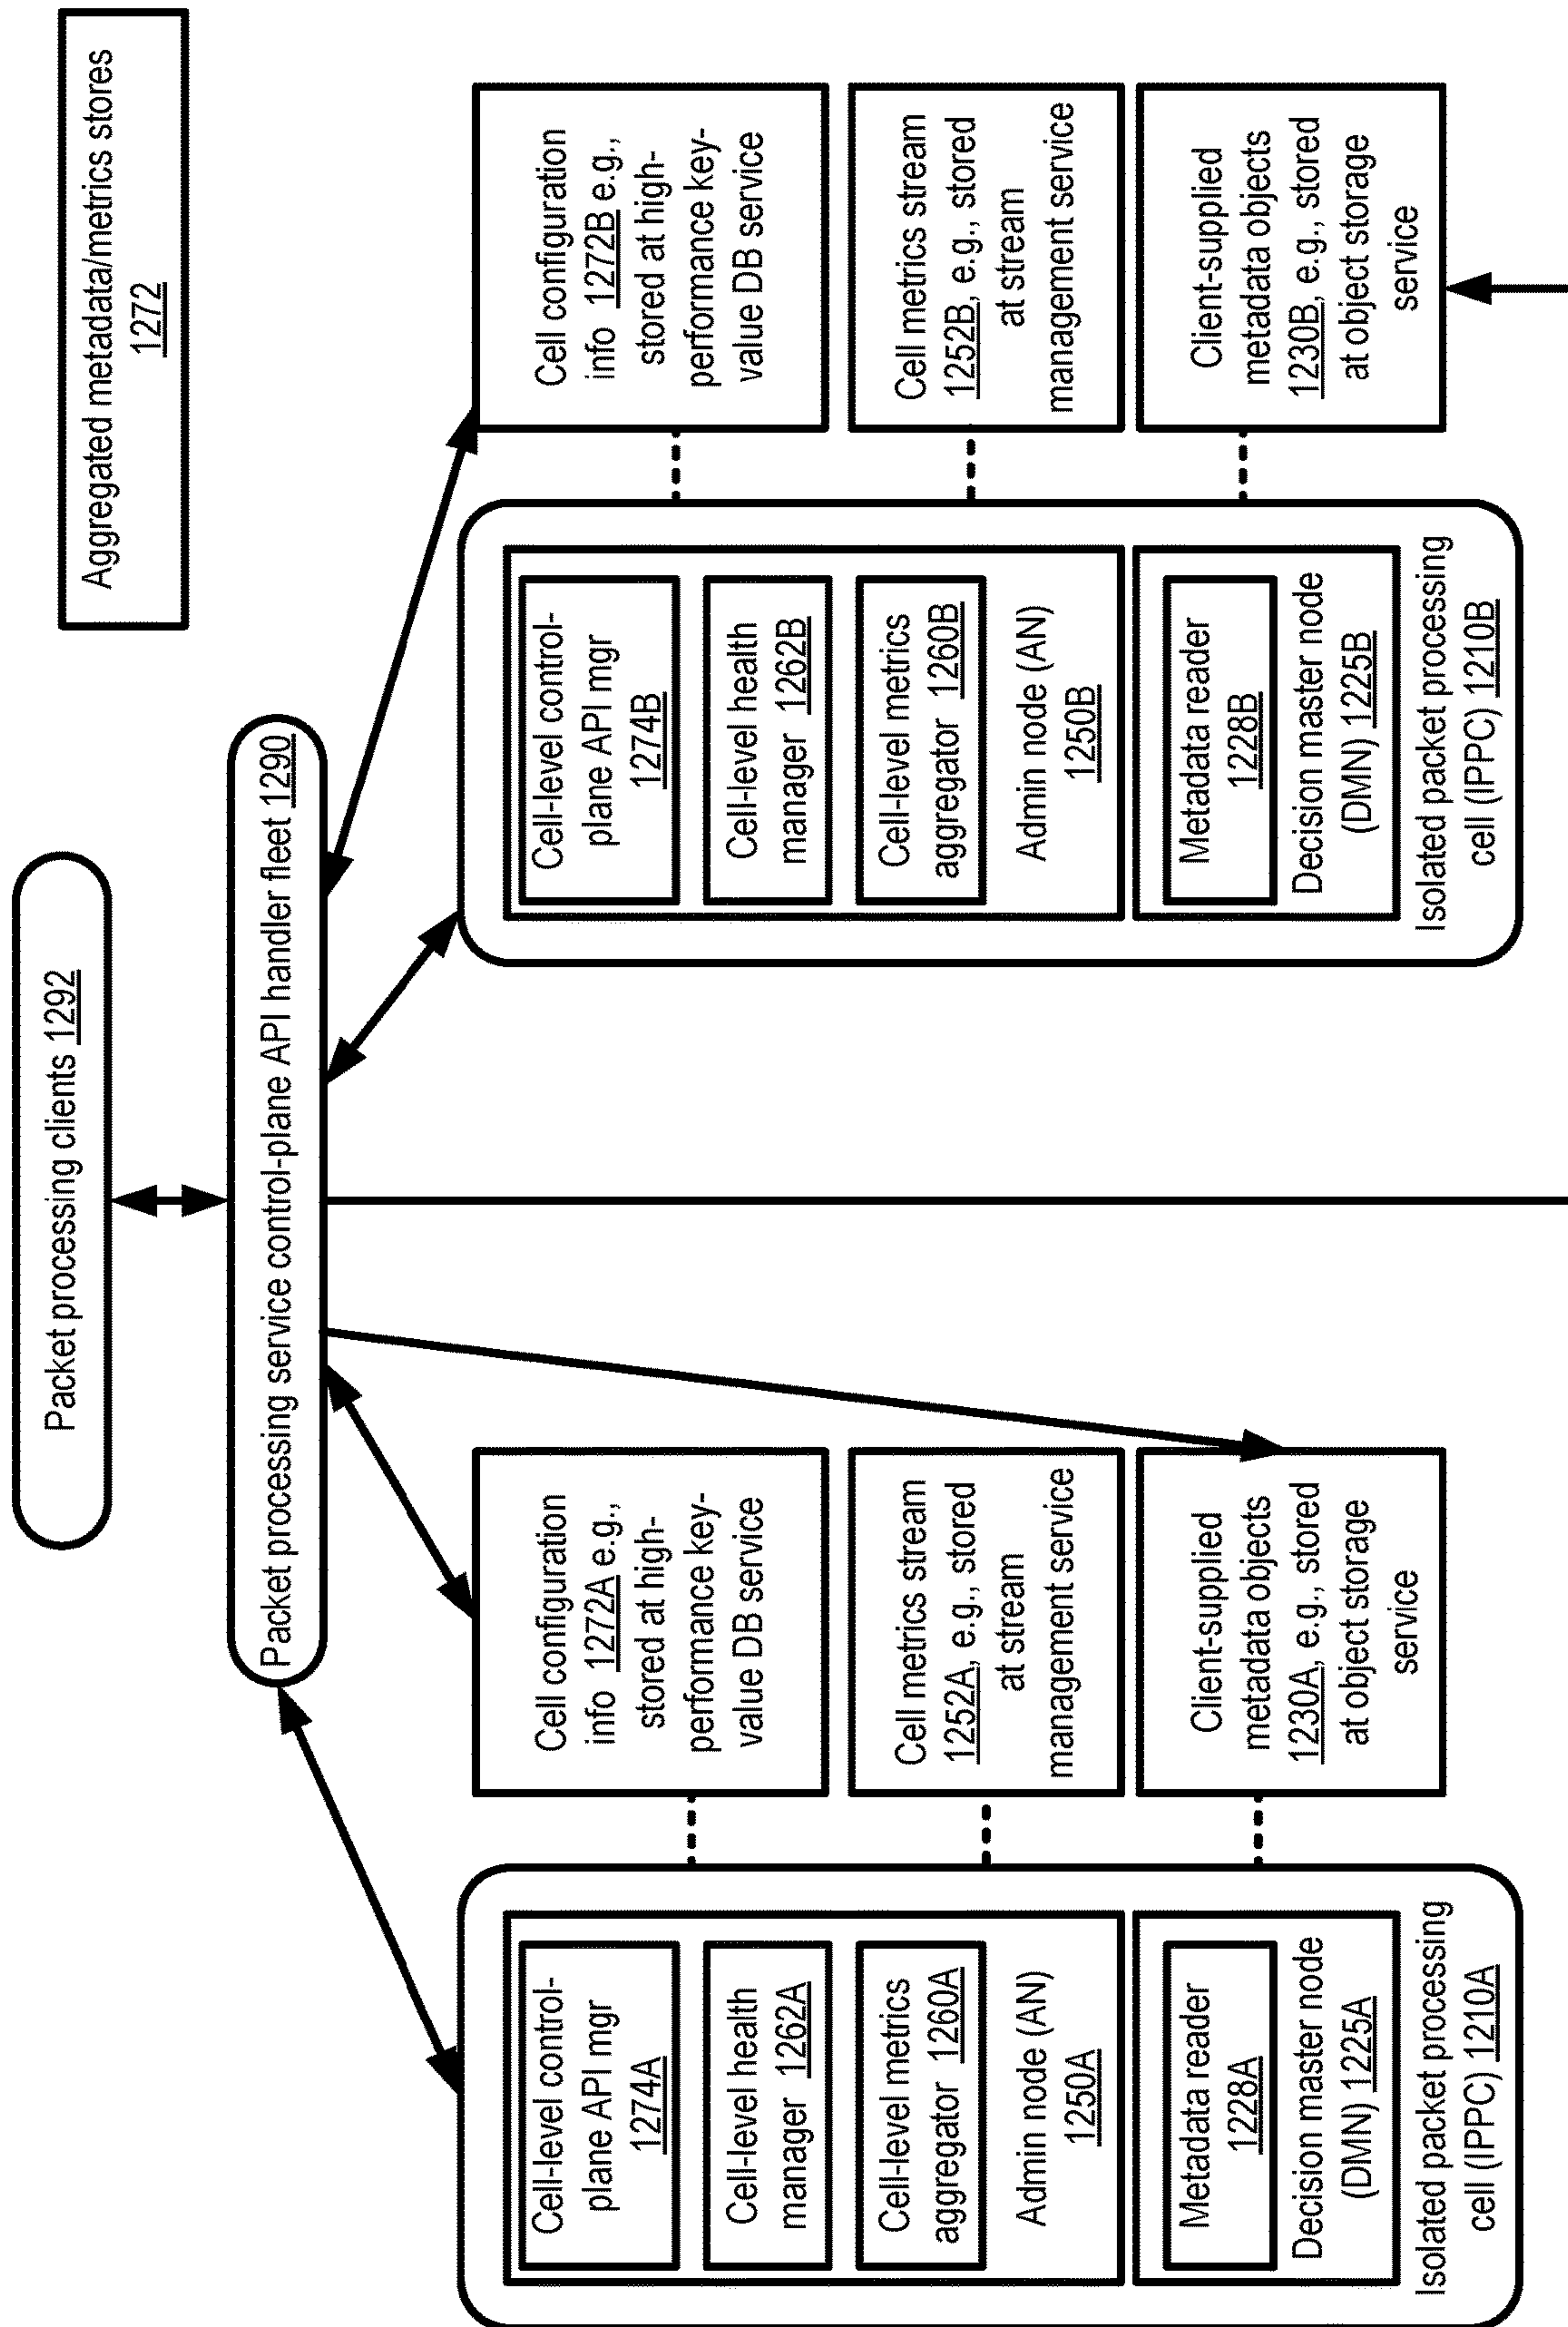 Packet processing clients 1292
Aggregated metadata/metrics stores
1272
Packet processing service control-plane API handler fleet 1290
Cell-level control-
plane API mgr
1274A
Cell-level health
manager 1262A
Cell-level metrics
aggregator 1260A
Admin node (AN)
1250A
Metadata reader
1228A
Decision master node
(DMN) 1225A
Isolated packet processing
cell (IPPC) 1210A
Cell configuration
info 1272A e.g.,
stored at high-
performance key-
value DB service
Cell metrics stream
1252A, e.g., stored
at stream
management service
Client-supplied
metadata objects
1230A, e.g., stored
at object storage
service
Cell-level control-
plane API mgr
1274B
Cell-level health
manager 1262B
Cell-level metrics
aggregator 1260B
Admin node (AN)
1250B
Metadata reader
1228B
Decision master node
(DMN) 1225B
Isolated packet processing
cell (IPPC) 1210B
Cell configuration
info 1272B e.g.,
stored at high-
performance key-
value DB service
Cell metrics stream
1252B, e.g., stored
at stream
management service
Client-supplied
metadata objects
1230B, e.g., stored
at object storage
service